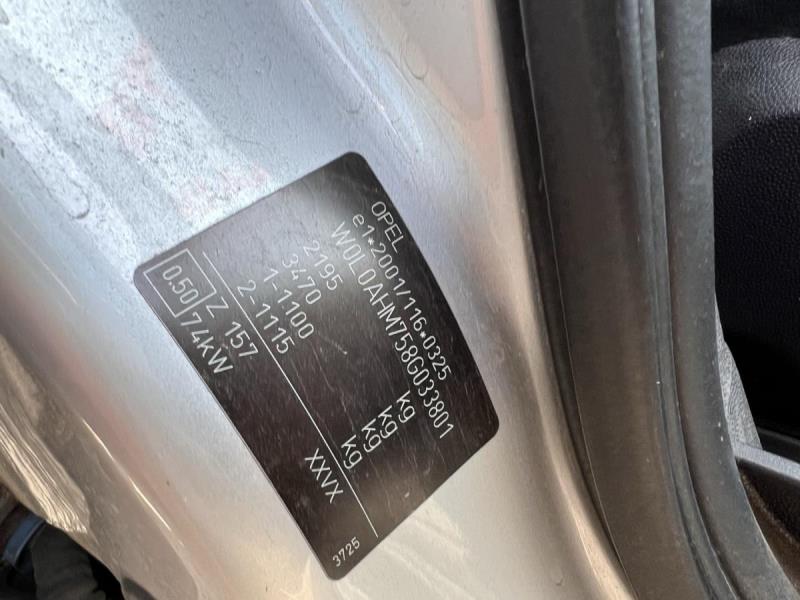 OPEL
e1*2001/116*0325
W0L0AHM758G033801
2195 kg
3470 kg
1-1100 kg
2-1115 kg
0.50 Z 157 XXVX
74KW
3725